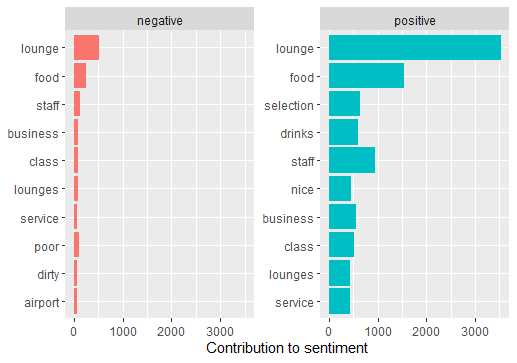 negative
lounge
food
staff
business
class
lounges
service
poor
dirty
airport
0 1000 2000 3000
positive
lounge
food
selection
drinks
staff
nice
business
class
lounges
service
0 1000 2000 3000
Contribution to sentiment